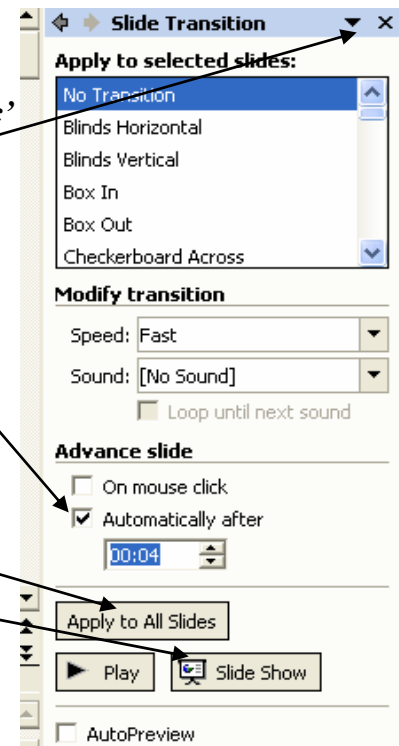 Slide Transition
Apply to selected slides:
No Transition
Blinds Horizontal
Blinds Vertical
Box In
Box Out
Checkerboard Across
Modify transition
Speed: Fast
Sound: [No Sound]
Loop until next sound
Advance slide
On mouse click
Automatically after
00:04
Apply to All Slides
Play Slide Show
AutoPreview